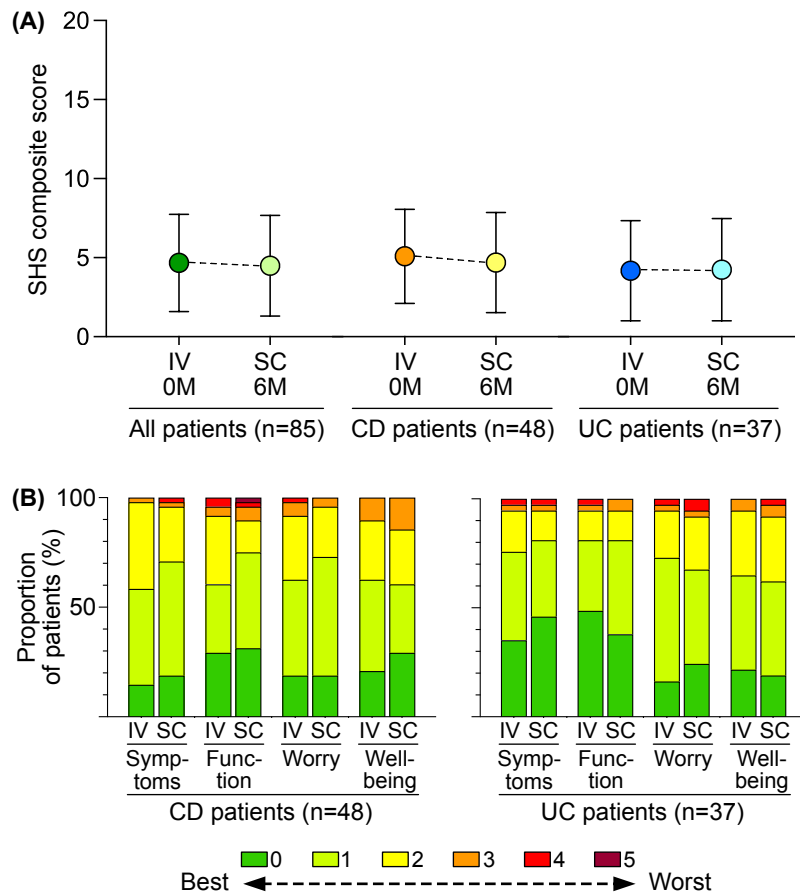 (A)
SHS composite score
20
15
10
5
0
IV SC IV SC IV SC
0M 6M 0M 6M 0M 6M
All patients (n=85) CD patients (n=48) UC patients (n=37)
(B)
Proportion
of patients (%)
100
50
IV SC IV SC IV SC IV SC IV SC IV SC IV SC IV SC
Symp- Func- Worry Well- Symp- Func- Worry Well-
toms tion being toms tion being
CD patients (n=48) UC patients (n=37)
0 1 2 3 4 5
Best Worst